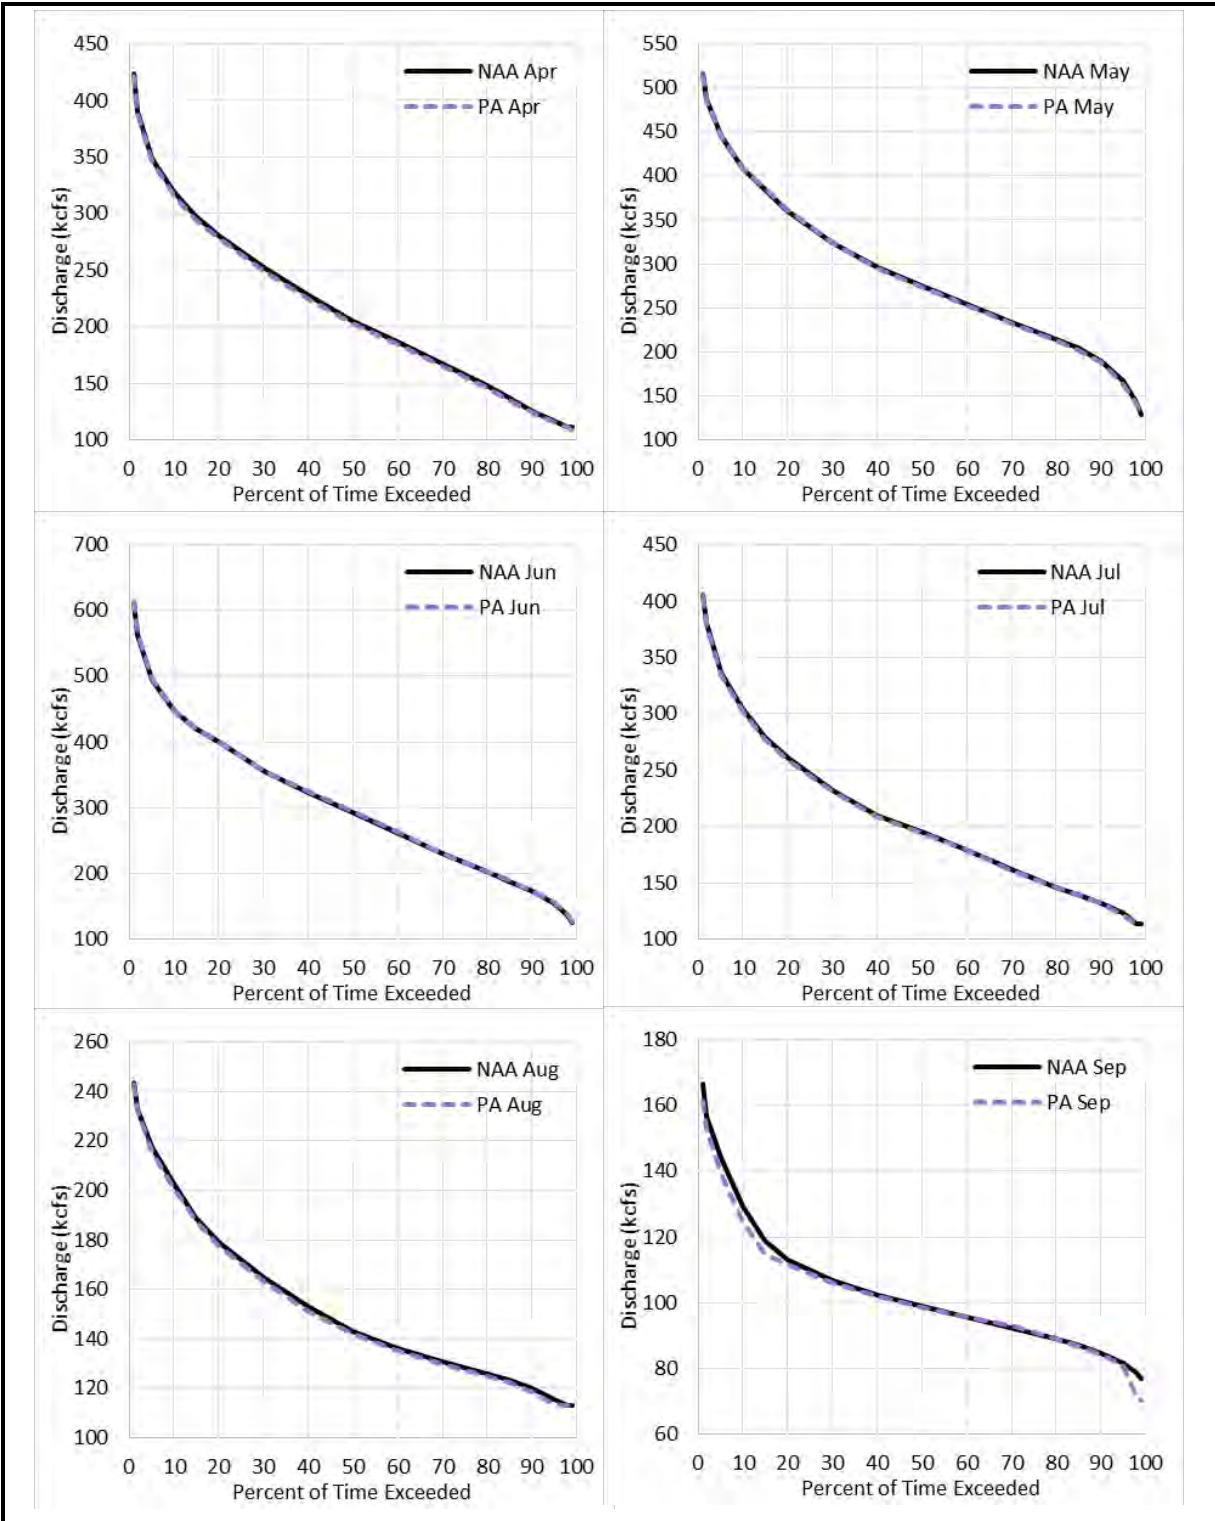 450
400
350
300
250
200
150
100
Discharge (kcfs)
NAA Apr
PA Apr
0 10 20 30 40 50 60 70 80 90 100
Percent of Time Exceeded
550
500
450
400
350
300
250
200
150
100
Discharge (kcfs)
NAA May
PA May
0 10 20 30 40 50 60 70 80 90 100
Percent of Time Exceeded
700
600
500
400
300
200
100
Discharge (kcfs)
NAA Jun
PA Jun
0 10 20 30 40 50 60 70 80 90 100
Percent of Time Exceeded
450
400
350
300
250
200
150
100
Discharge (kcfs)
NAA Jul
PA Jul
0 10 20 30 40 50 60 70 80 90 100
Percent of Time Exceeded
260
240
220
200
180
160
140
120
100
Discharge (kcfs)
NAA Aug
PA Aug
0 10 20 30 40 50 60 70 80 90 100
Percent of Time Exceeded
180
160
140
120
100
80
60
Discharge (kcfs)
NAA Sep
PA Sep
0 10 20 30 40 50 60 70 80 90 100
Percent of Time Exceeded